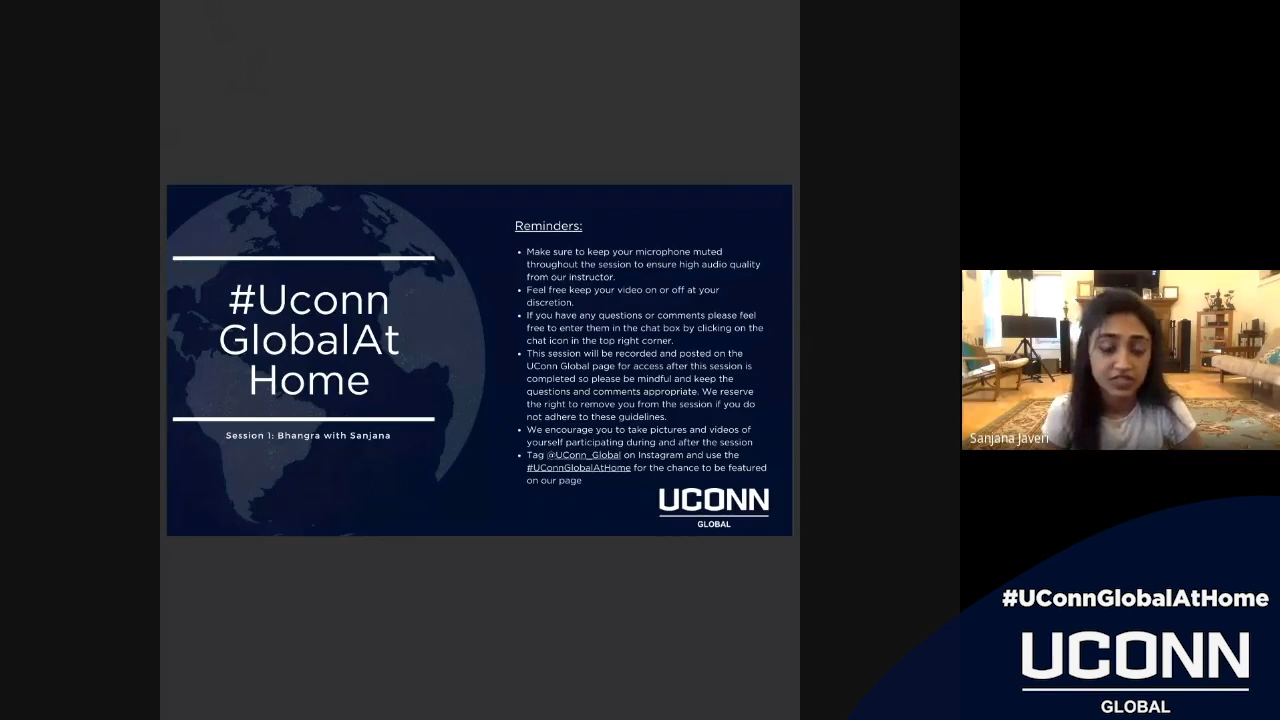 #Uconn
GlobalAt
Home
Session 1: Bhangra with Sanjana
Reminders:
• Make sure to keep your microphone muted
throughout the session to ensure high audio quality
from our instructor.
• Feel free keep your video on or off at your
discretion.
• If you have any questions or comments please feel
free to enter them in the chat box by clicking on the
chat icon in the top right corner.
• This session will be recorded and posted on the
UConn Global page for access after this session is
completed so please be mindful and keep the
questions and comments appropriate. We reserve
the right to remove you from the session if you do
not adhere to these guidelines.
• We encourage you to take pictures and videos of
yourself participating during and after the session
• Tag @UConn_Global on Instagram and use the
#UConnGlobalAtHome for the chance to be featured
on our page
UCONN
GLOBAL
Sanjana Javeri
#UConnGlobalAtHome
UCONN
GLOBAL